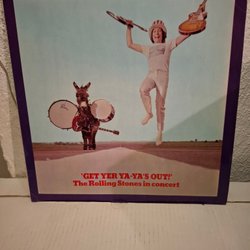 'GET YER YA-YA'S OUT!'
The Rolling Stones in concert